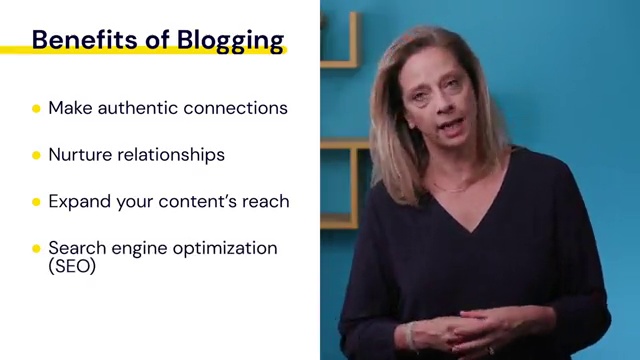 Benefits of Blogging
Make authentic connections
Nurture relationships
Expand your content's reach
Search engine optimization
(SEO)